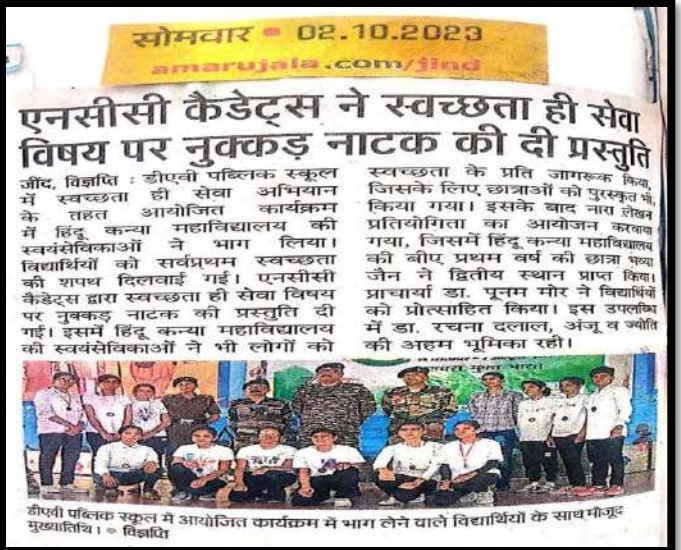 सोमवार • 02.10.2023
amarujala.com/jind
एनसीसी कैडेट्स ने स्वच्छता ही सेवा
विषय पर नुक्कड़ नाटक की दी प्रस्तुति
जींद, विज्ञप्ति : डीएवी पब्लिक स्कूल
में स्वच्छता ही सेवा अभियान
के तहत आयोजित कार्यक्रम
में हिंदू कन्या महाविद्यालय की
स्वयंसेविकाओं ने भाग लिया।
विद्यार्थियों को सर्वप्रथम स्वच्छता
की शपथ दिलवाई गई। एनसीसी
कैडेट्स द्वारा स्वच्छता ही सेवा विषय
पर नुक्कड़ नाटक की प्रस्तुति दी
गई। इसमें हिंदू कन्या महाविद्यालय
की स्वयंसेविकाओं ने भी लोगों को
स्वच्छता के प्रति जागरूक किया,
जिसके लिए छात्राओं को पुरस्कृत भी
किया गया। इसके बाद नारा लेखन
प्रतियोगिता का आयोजन करवाया
गया, जिसमें हिंदू कन्या महाविद्यालय
की बीए प्रथम वर्ष की छात्रा भव्या
जैन ने द्वितीय स्थान प्राप्त किया।
प्राचार्या डा. पूनम मोर ने विद्यार्थियों
को प्रोत्साहित किया। इस उपलब्धि
में डा. रचना दलाल, अंजू व ज्योति
की अहम भूमिका रही।
डीएवी पब्लिक स्कूल में आयोजित कार्यक्रम में भाग लेने वाले विद्यार्थियों के साथ मौजूद
मुख्यातिथि। • विज्ञप्ति